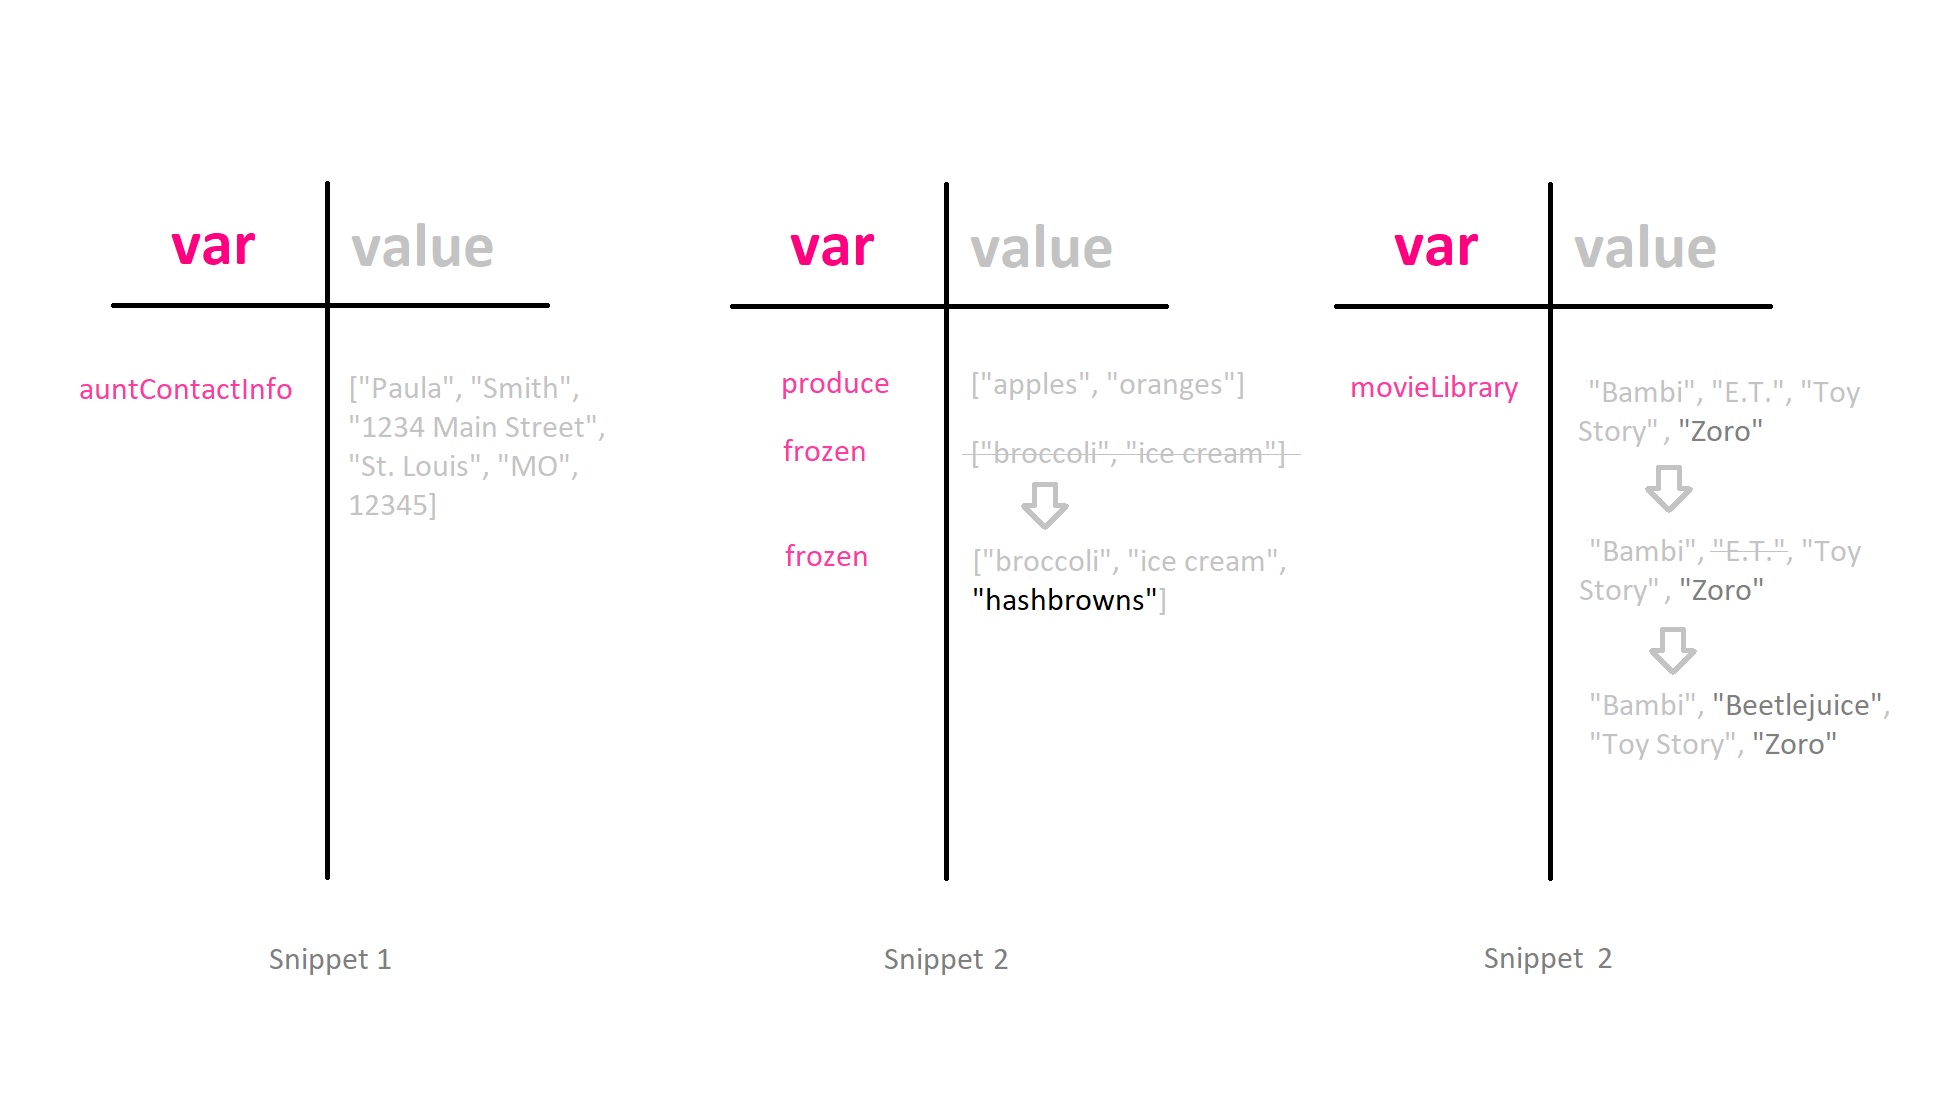 var value
auntContactInfo ["Paula", "Smith",
"1234 Main Street",
"St. Louis", "MO",
12345]
Snippet 1
var value
produce ["apples", "oranges"]
frozen ["broccoli", "ice cream"]
frozen ["broccoli", "ice cream",
"hashbrowns"]
Snippet 2
var value
movieLibrary "Bambi", "E.T.", "Toy
Story" , "Zoro"
"Bambi", "E.T.", "Toy
Story" , "Zoro"
"Bambi", "Beetlejuice",
"Toy Story", "Zoro"
Snippet 2